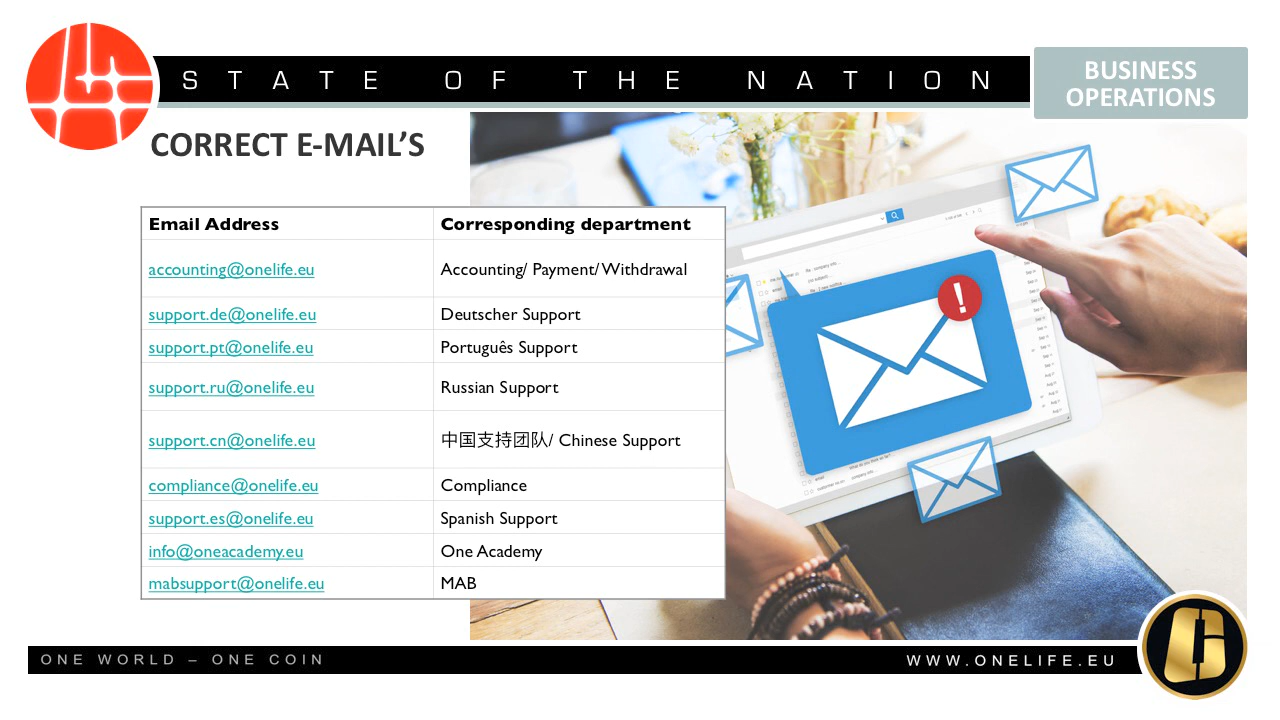 STATE OF THE NATION
BUSINESS
OPERATIONS
CORRECT E-MAIL’S
Email Address Corresponding department
accounting@onelife.eu Accounting/ Payment/Withdrawal
support.de@onelife.eu Deutscher Support
support.pt@onelife.eu Português Support
support.ru@onelife.eu Russian Support
support.cn@onelife.eu 中国支持团队/ Chinese Support
compliance@onelife.eu Compliance
support.es@onelife.eu Spanish Support
info@oneacademy.eu One Academy
mabsupport@onelife.eu MAB
ONE WORLD – ONE COIN
WWW.ONELIFE.EU